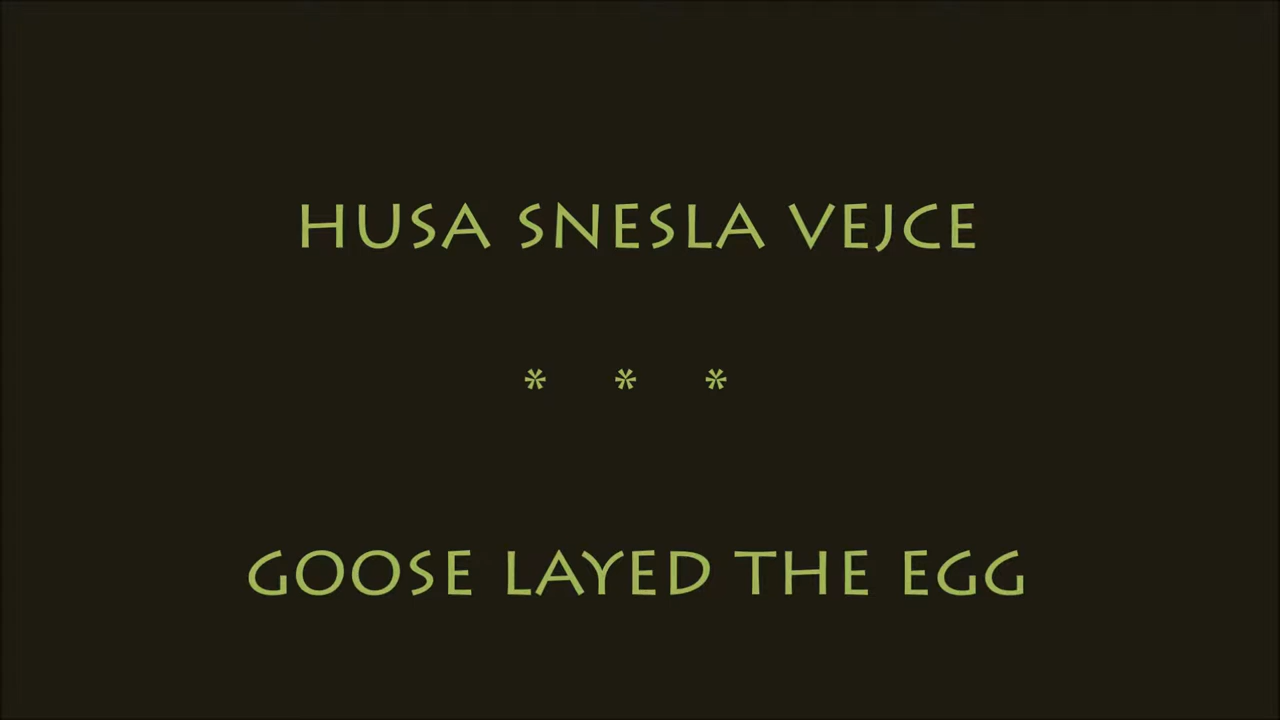 HUSA SNESLA VEJCE
* * *
GOOSE LAYED THE EGG